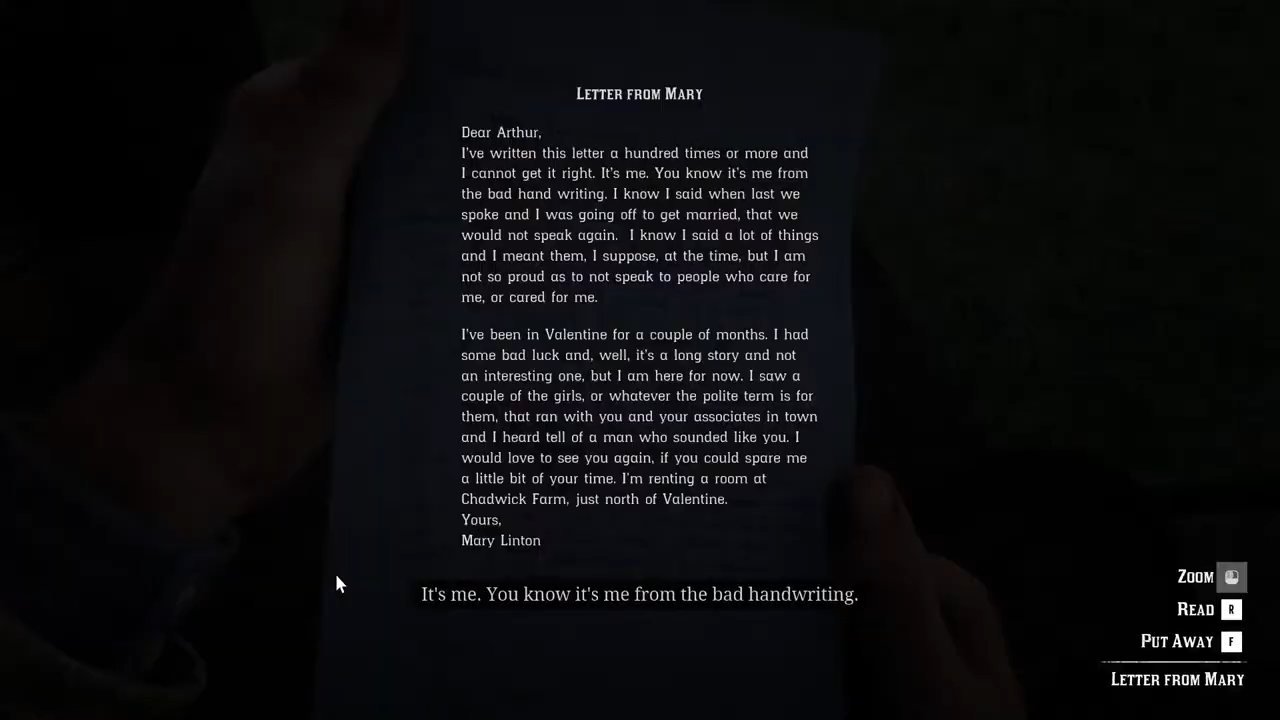 Letter from Mary
Dear Arthur,
I've written this letter a hundred times or more and
I cannot get it right. It's me. You know it's me from
the bad hand writing. I know I said when last we
spoke and I was going off to get married, that we
would not speak again.  I know I said a lot of things
and I meant them, I suppose, at the time, but I am
not so proud as to not speak to people who care for
me, or cared for me.
I've been in Valentine for a couple of months. I had
some bad luck and, well, it's a long story and not
an interesting one, but I am here for now. I saw a
couple of the girls, or whatever the polite term is for
them, that ran with you and your associates in town
and I heard tell of a man who sounded like you. I
would love to see you again, if you could spare me
a little bit of your time. I'm renting a room at
Chadwick Farm, just north of Valentine.
Yours,
Mary Linton
It's me. You know it's me from the bad handwriting.
Zoom
Read R
Put Away F
Letter from Mary